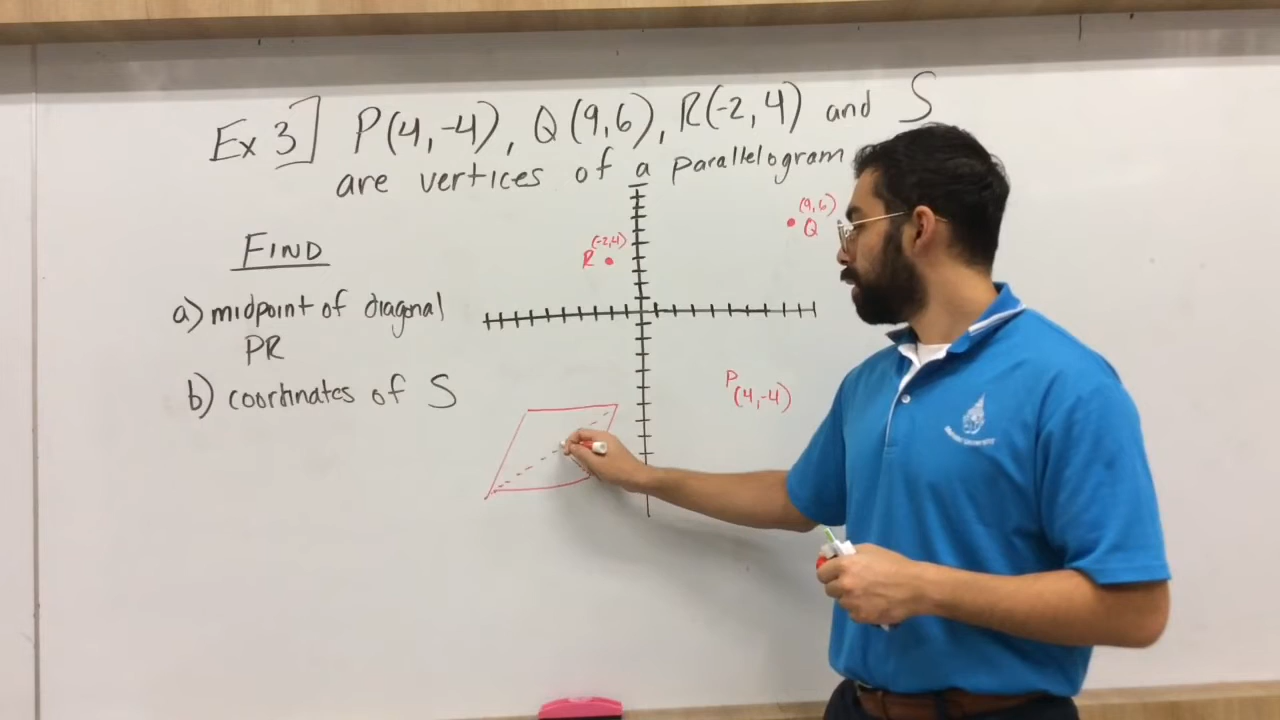 Ex 3] P(4,-4), Q(9,6), R(-2,4) and S
are vertices of a parallelogram
FIND
a) midpoint of diagonal
PR
b) coordinates of S
(-2,4)
R
(9,6)
Q
P
(4,-4)